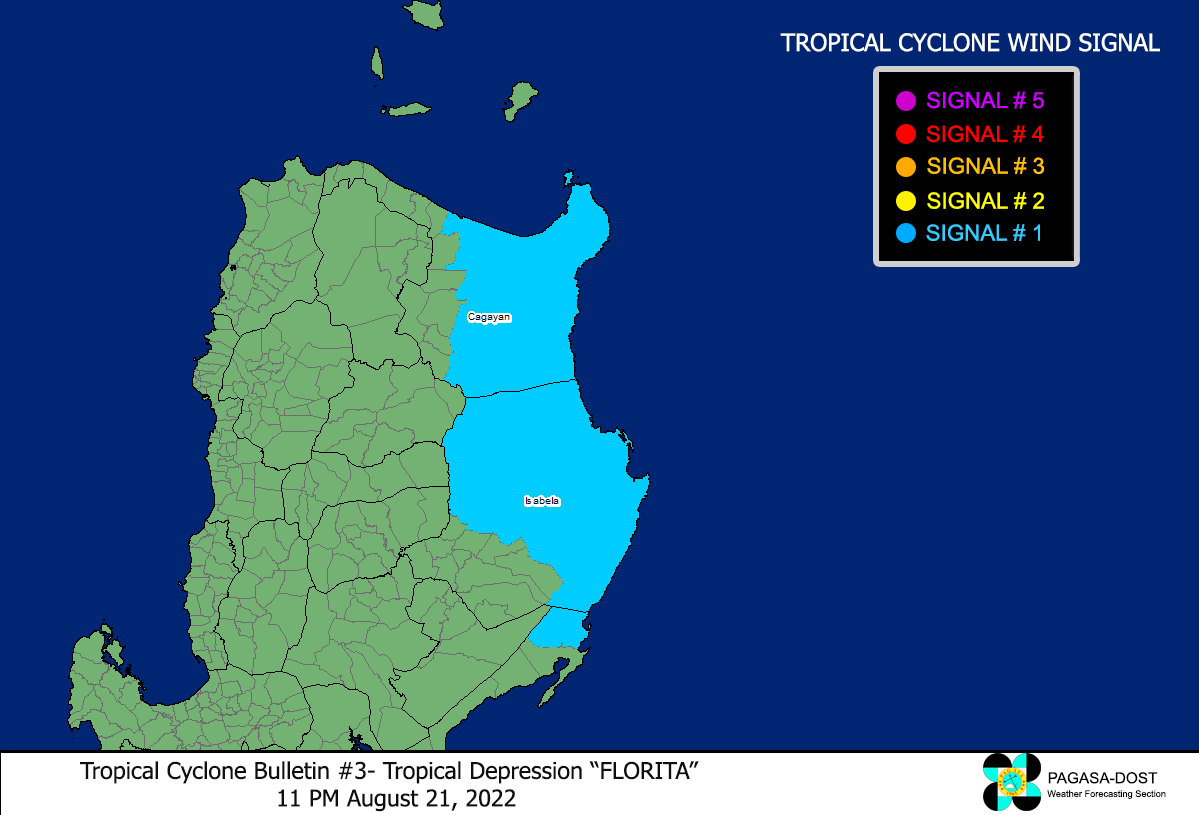 TROPICAL CYCLONE WIND SIGNAL
SIGNAL # 5
SIGNAL # 4
SIGNAL # 3
SIGNAL # 2
SIGNAL # 1
Cagayan
Isabela
Tropical Cyclone Bulletin #3- Tropical Depression “FLORITA”
11 PM August 21, 2022
PAGASA-DOST
Weather Forecasting Section